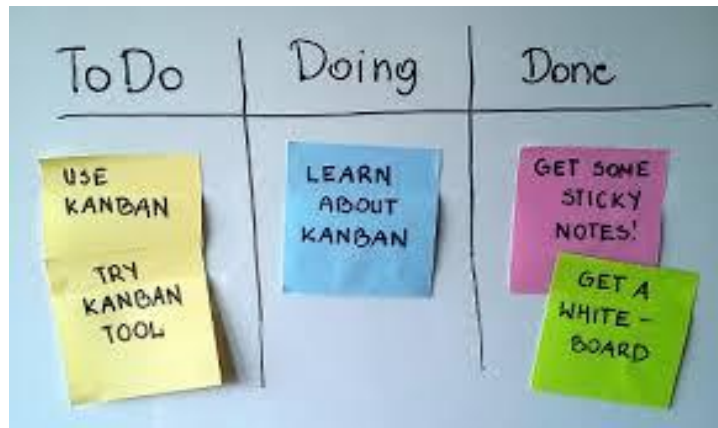 To Do
Doing
Done
USE
KANBAN
TRY
KANBAN
TOOL
LEARN
ABOUT
KANBAN
GET SOME
STICKY
NOTES!
GET A
WHITE-
BOARD